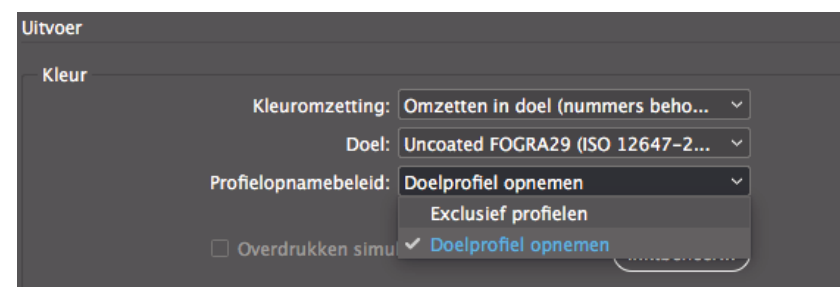 Uitvoer
Kleur
Kleuromzetting: Omzetten in doel (nummers beho...
Doel: Uncoated FOGRA29 (ISO 12647-2...
Profielopnamebeleid: Doelprofiel opnemen
Exclusief profielen
Overdrukken simu
Doelprofiel opnemen